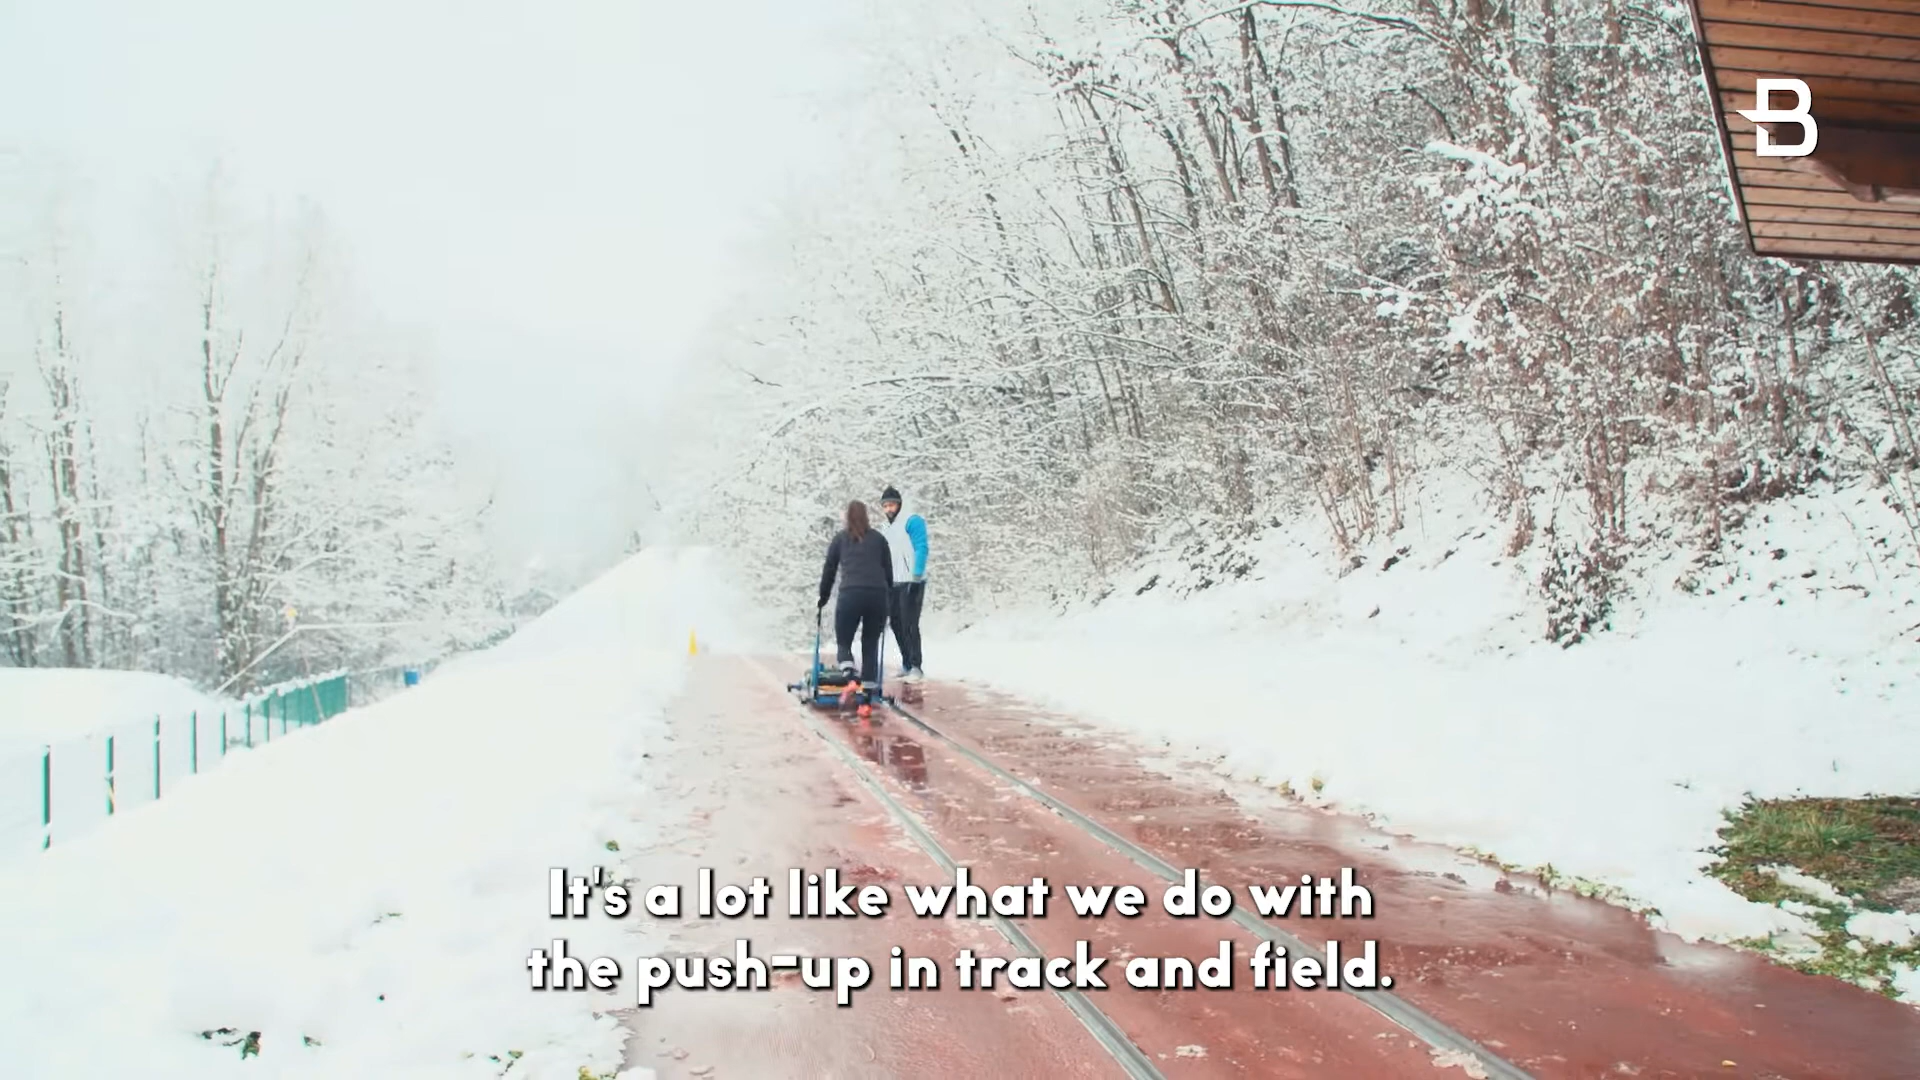 B
It's a lot like what we do with
the push-up in track and field.